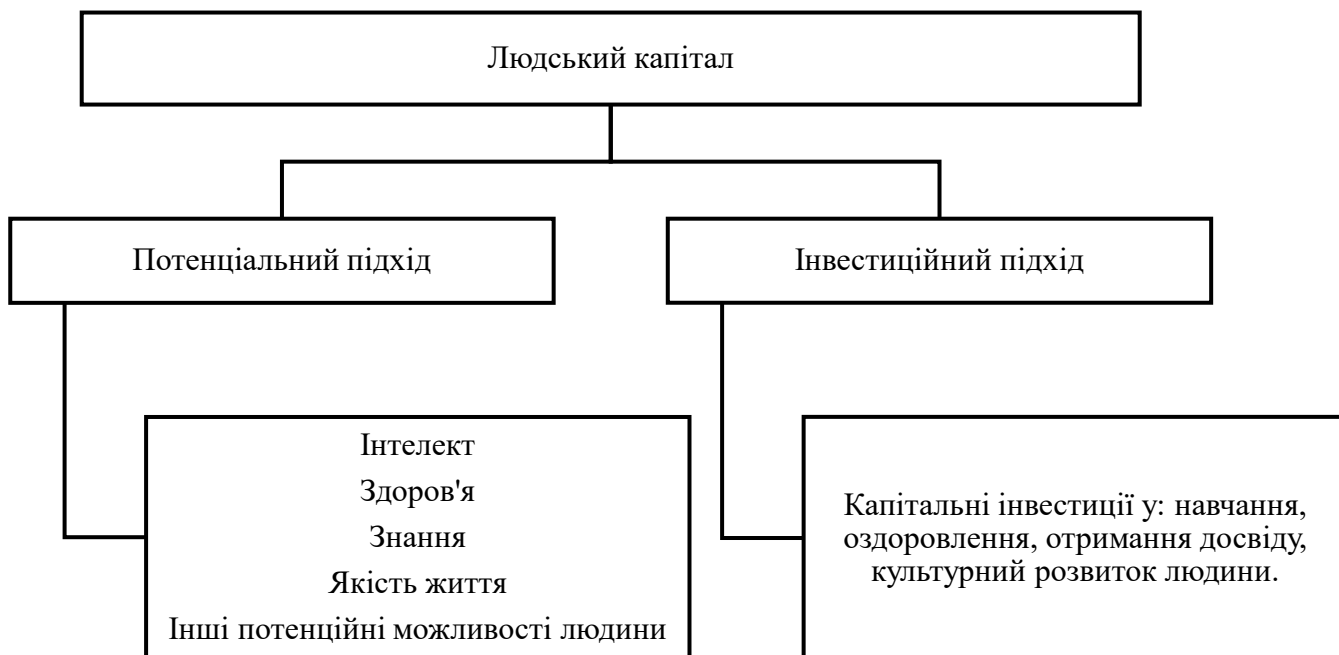 Людський капітал
Потенціальний підхід
Інвестиційний підхід
Інтелект
Здоров'я
Знання
Якість життя
Інші потенційні можливості людини
Капітальні інвестиції у: навчання,
оздоровлення, отримання досвіду,
культурний розвиток людини.